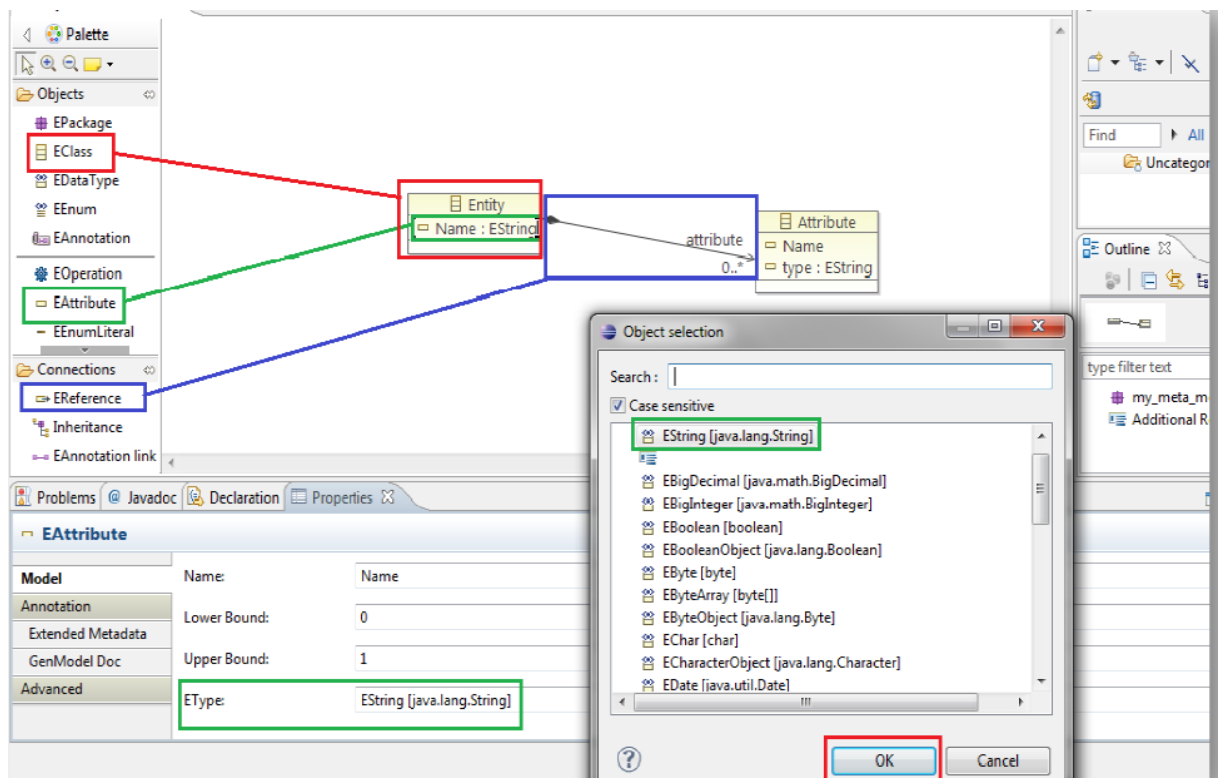 Palette
Objects
EPackage
EClass
EDataType
EEnum
EAnnotation
EOperation
EAttribute
EEnumLiteral
Connections
EReference
Inheritance
EAnnotation link
Entity
Name : EString
attribute
0..*
Attribute
Name
type : EString
Find
All
Uncategor
Outline
type filter text
my_meta_m
Additional R
Problems @ Javadoc Declaration Properties
EAttribute
Model
Annotation
Extended Metadata
GenModel Doc
Advanced
Name: Name
Lower Bound: 0
Upper Bound: 1
EType: EString [java.lang.String]
Object selection
Search :
Case sensitive
EString [java.lang.String]
EBigDecimal [java.math.BigDecimal]
EBigInteger [java.math.BigInteger]
EBoolean [boolean]
EBooleanObject [java.lang.Boolean]
EByte [byte]
EByteArray [byte[]]
EByteObject [java.lang.Byte]
EChar [char]
ECharacterObject [java.lang.Character]
EDate [java.util.Date]
OK Cancel